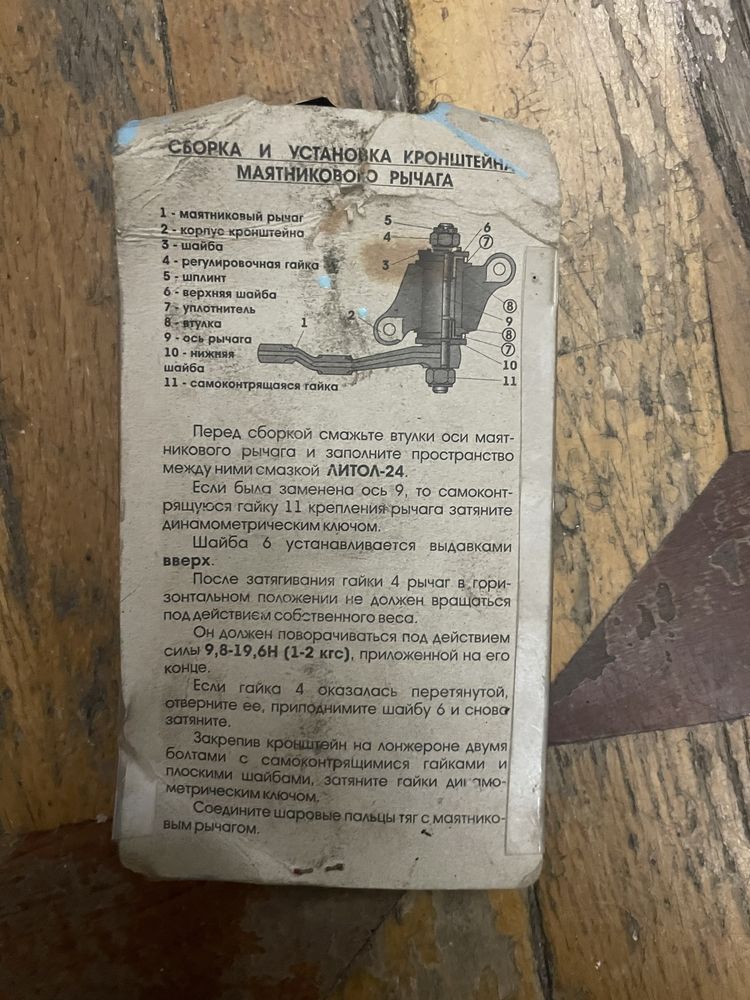 СБОРКА И УСТАНОВКА КРОНШТЕЙНА
МАЯТНИКОВОГО РЫЧАГА
1 - маятниковый рычаг
2 - корпус кронштейна
3 - шайба
4 - регулировочная гайка
5 - шплинт
6 - верхняя шайба
7 - уплотнитель
8 - втулка
9 - ось рычага
10 - нижняя
шайба
11 - самоконтрящаяся гайка
5
4
3
6
7
2
1
8
9
8
7
10
11
Перед сборкой смажьте втулки оси маят-
никового рычага и заполните пространство
между ними смазкой ЛИТОЛ-24.
Если была заменена ось 9, то самоконт-
рящуюся гайку 11 крепления рычага затяните
динамометрическим ключом.
Шайба 6 устанавливается выдавками
вверх.
После затягивания гайки 4 рычаг в гори-
зонтальном положении не должен вращаться
под действием собственного веса.
Он должен поворачиваться под действием
силы 9,8-19,6Н (1-2 кгс), приложенной на его
конце.
Если гайка 4 оказалась перетянутой,
отверните ее, приподнимите шайбу 6 и снова
затяните.
Закрепив кронштейн на лонжероне двумя
болтами с самоконтрящимися гайками и
плоскими шайбами, затяните гайки динамо-
метрическим ключом.
Соедините шаровые пальцы тяг с маятнико-
вым рычагом.